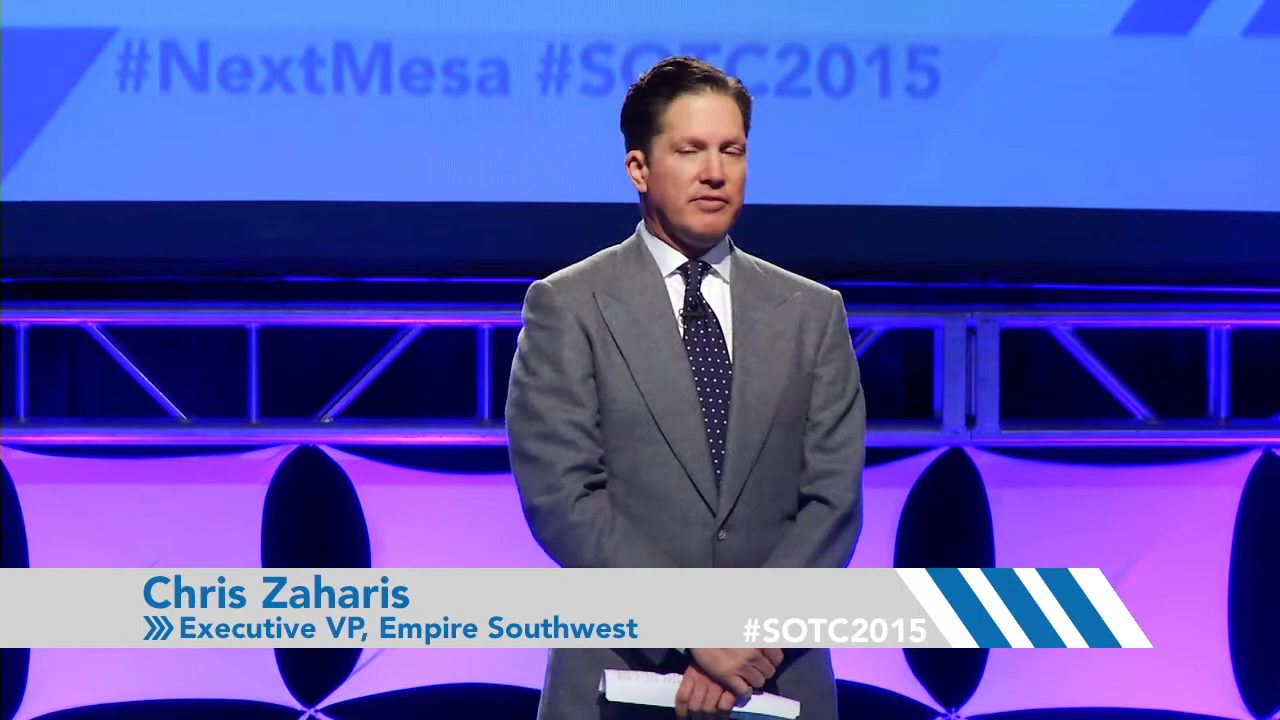 #NextMesa #SOTC2015
Chris Zaharis
Executive VP, Empire Southwest
#SOTC2015